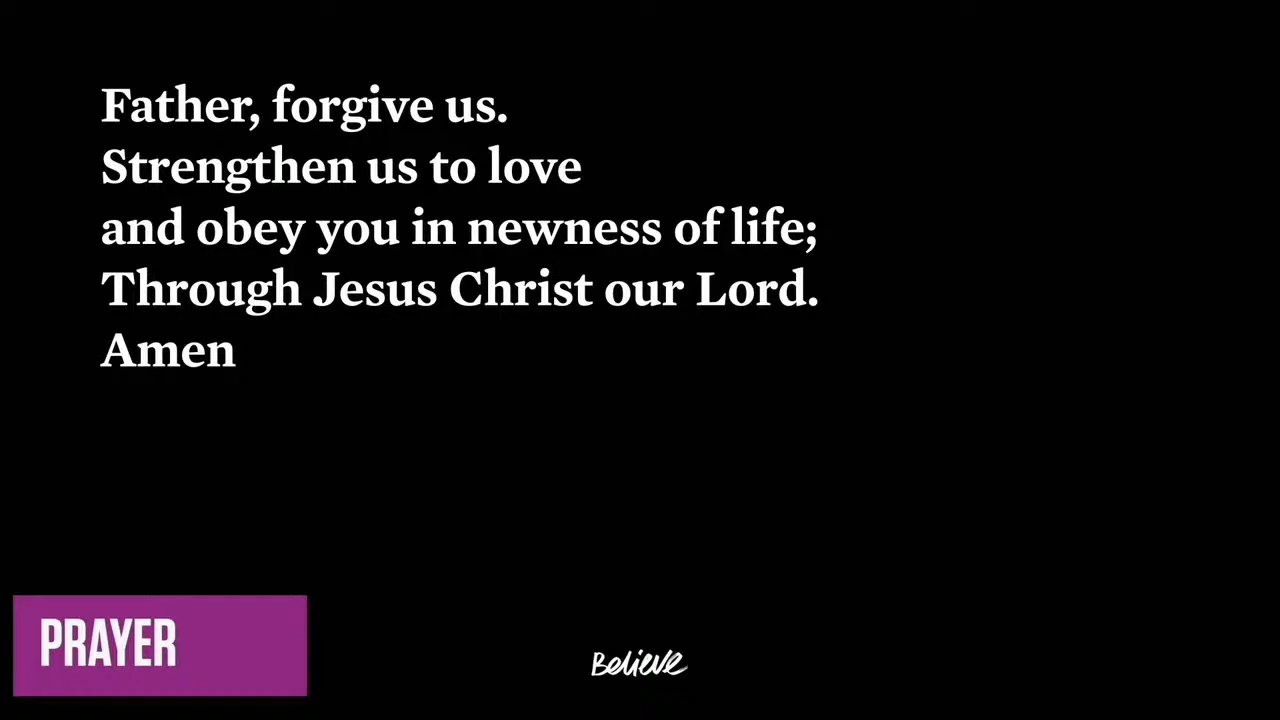 Father, forgive us.
Strengthen us to love
and obey you in newness of life;
Through Jesus Christ our Lord.
Amen
PRAYER
Believe